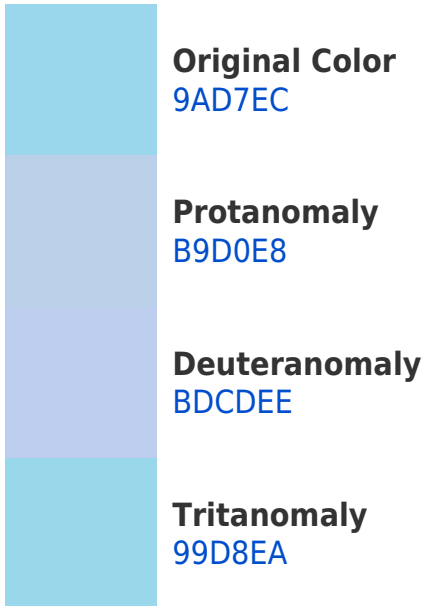 Original Color
9AD7EC
Protanomaly
B9D0E8
Deuteranomaly
BDCDEE
Tritanomaly
99D8EA